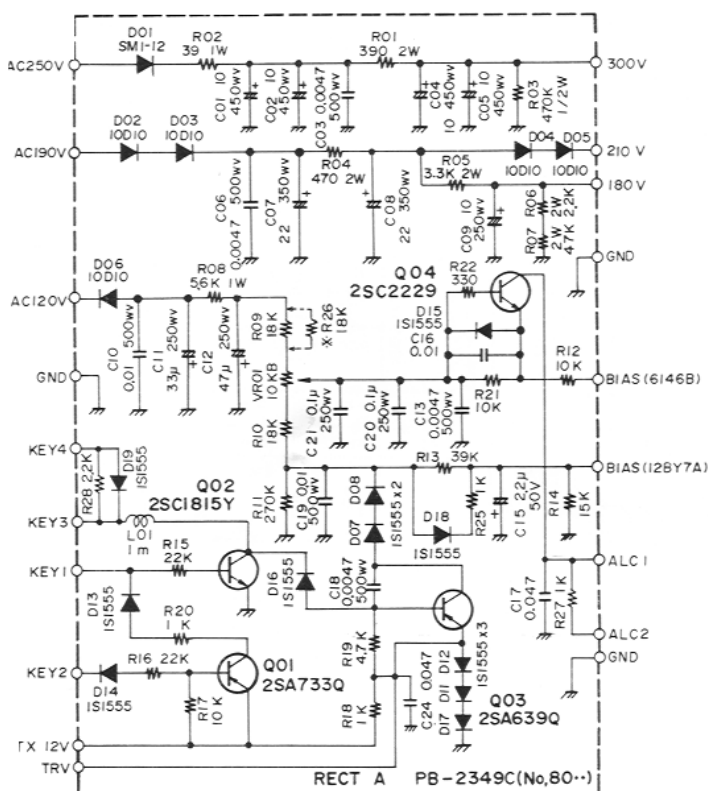 D01
SM1-12
R02
39 1W
R01
390 2W
AC250V
300V
C01 10
450wv
C02 10
450wv
C03 0.0047
500wv
C04 10
450wv
C05 10
450wv
R03
470K
1/2W
D02
10D10
D03
10D10
D04
10D10
D05
10D10
AC190V
210V
R04
470 2W
R05
3.3K 2W
180V
C06 0.0047
500wv
C07 22
350wv
C08 22
350wv
C09 10
250wv
R06 2W
2.2K
R07 2W
47K
GND
D06
10D10
R08
56K 1W
Q04
2SC2229
R22
330
AC120V
D15
1S1555
C16
0.01
C10
0.01 500wv
C11
33μ 250wv
C12
47μ 250wv
R09
18K
※R26
18K
VR01
10KB
R12
10K
GND
BIAS(6146B)
R21
10K
R10
18K
C21 0.1μ
250wv
C20 0.1μ
250wv
C13
0.0047
500wv
KEY4
R13 39K
BIAS(12BY7A)
R28 2.2K
D19
1S1555
Q02
2SC1815Y
R11
270K
C19 0.01
500wv
D08
D07
1S1555×2
D18
1S1555
R25 1K
C15 2.2μ
50V
R14
15K
KEY3
L01
1m
R15
22K
KEY1
ALC1
D13
1S1555
D16
1S1555
C18
0.0047
500wv
C17
0.047
R27 1K
R20
1K
R19
4.7K
ALC2
KEY2
R16 22K
Q01
2SA733Q
D12
D11
D17
1S1555×3
GND
D14
1S1555
R17
10K
R18
1K
C24 0.047
Q03
2SA639Q
TX 12V
TRV
RECT A PB-2349C(No,80··)